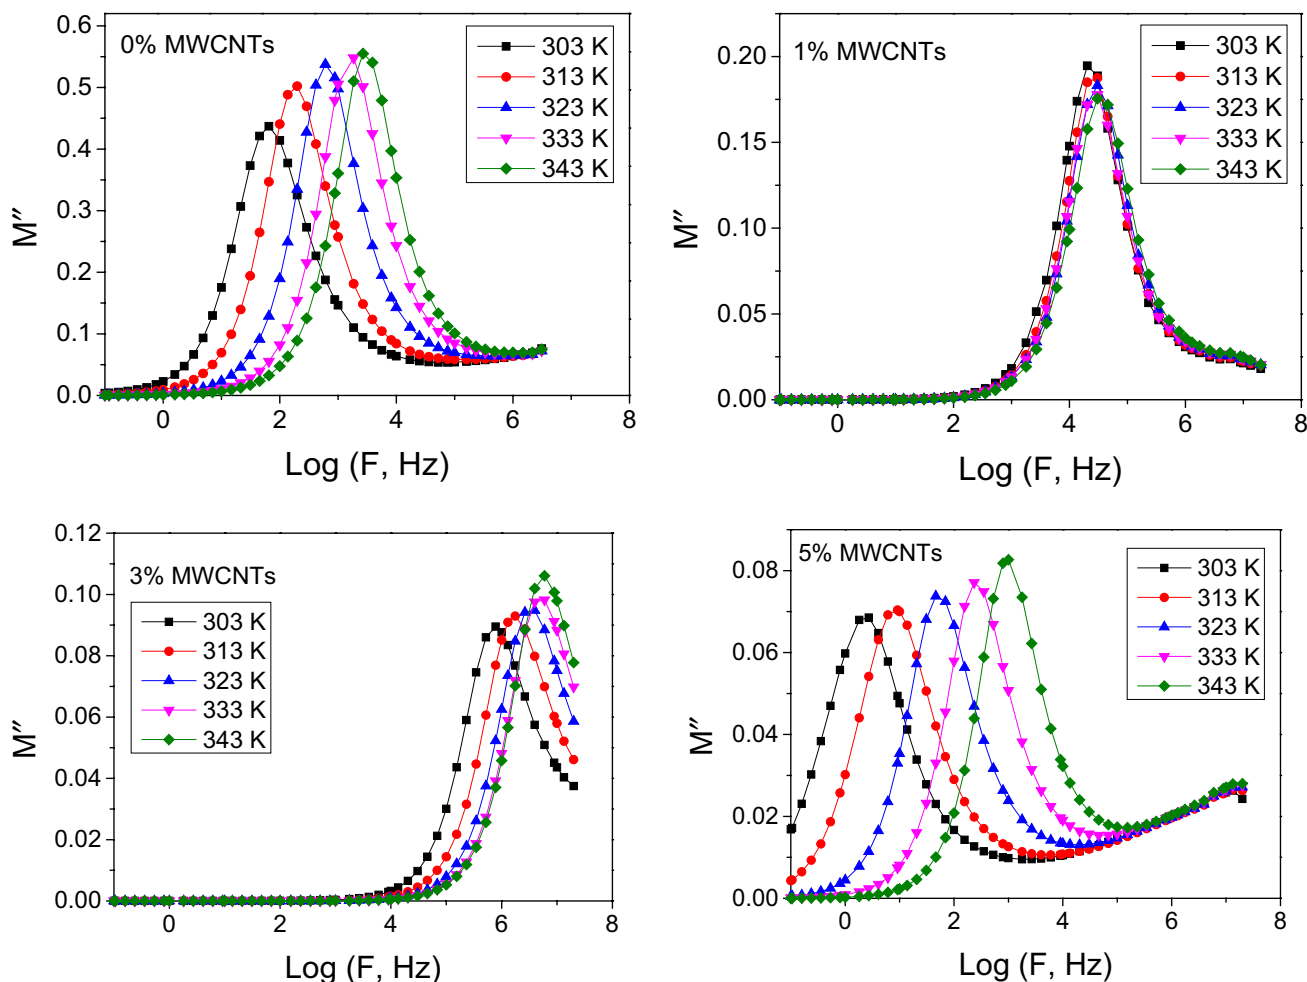 0% MWCNTs
303 K
313 K
323 K
333 K
343 K
0.6
0.5
0.4
0.3
0.2
0.1
0.0
M″
0 2 4 6 8
Log (F, Hz)
1% MWCNTs
303 K
313 K
323 K
333 K
343 K
0.20
0.15
0.10
0.05
0.00
M″
0 2 4 6 8
Log (F, Hz)
3% MWCNTs
303 K
313 K
323 K
333 K
343 K
0.12
0.10
0.08
0.06
0.04
0.02
0.00
M″
0 2 4 6 8
Log (F, Hz)
5% MWCNTs
303 K
313 K
323 K
333 K
343 K
0.08
0.06
0.04
0.02
0.00
M″
0 2 4 6 8
Log (F, Hz)